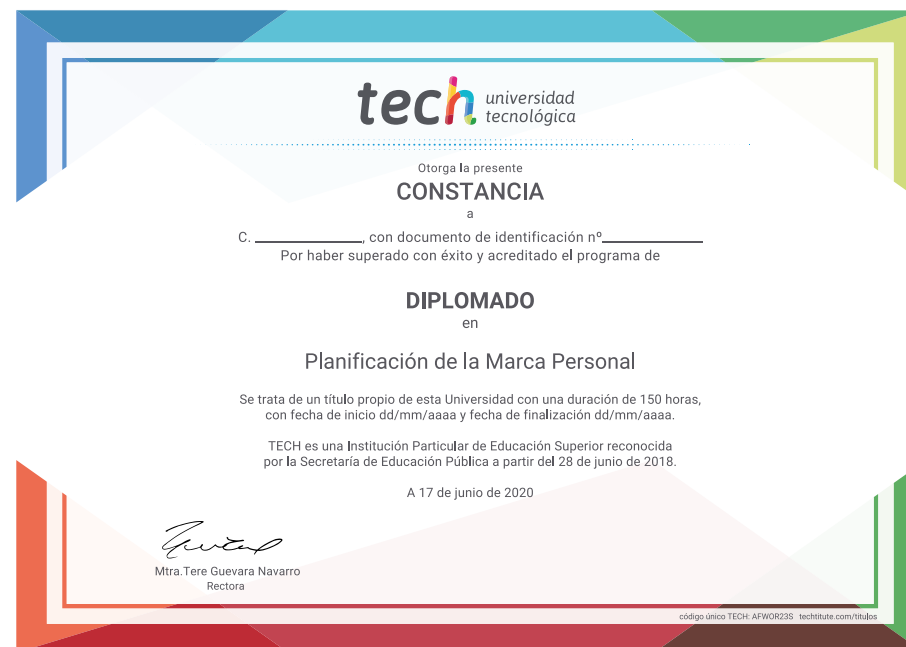 tech universidad
tecnológica
Otorga la presente
CONSTANCIA
a
C. ____________, con documento de identificación nº____________
Por haber superado con éxito y acreditado el programa de
DIPLOMADO
en
Planificación de la Marca Personal
Se trata de un título propio de esta Universidad con una duración de 150 horas,
con fecha de inicio dd/mm/aaaa y fecha de finalización dd/mm/aaaa.
TECH es una Institución Particular de Educación Superior reconocida
por la Secretaría de Educación Pública a partir del 28 de junio de 2018.
A 17 de junio de 2020
Mtra.Tere Guevara Navarro
Rectora
código único TECH: AFWOR23S techtitute.com/titulos